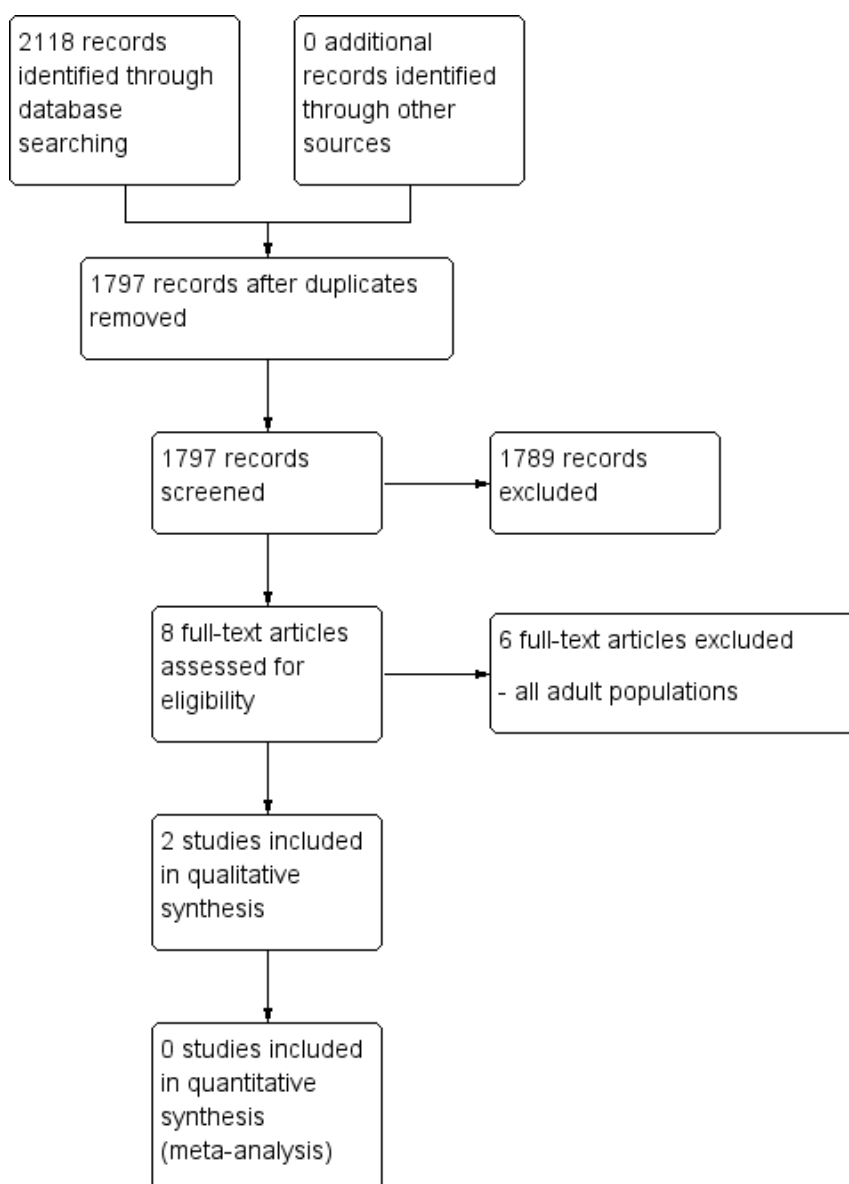 2118 records
identified through
database
searching
0 additional
records identified
through other
sources
1797 records after duplicates
removed
1797 records
screened
1789 records
excluded
8 full-text articles
assessed for
eligibility
6 full-text articles excluded
- all adult populations
2 studies included
in qualitative
synthesis
0 studies included
in quantitative
synthesis
(meta-analysis)